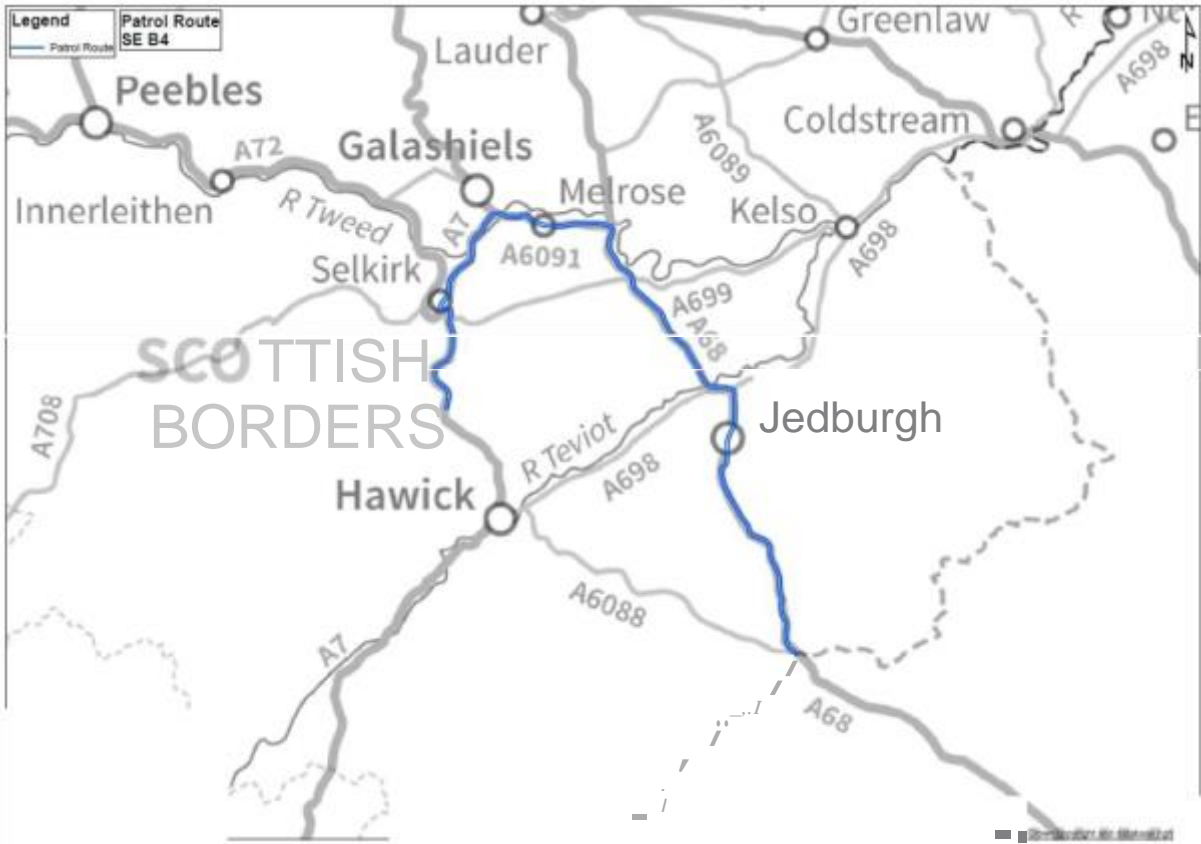 Legend
Patrol Route
Patrol Route
SE B4
N
Greenlaw
Lauder
A698
Peebles
Coldstream
A72
Galashiels
A6089
Innerleithen
R Tweed
Melrose
Kelso
A7
A6091
A698
Selkirk
A699
A68
SCOTTISH
BORDERS
A708
Jedburgh
R Teviot
A698
Hawick
A6088
A7
A68